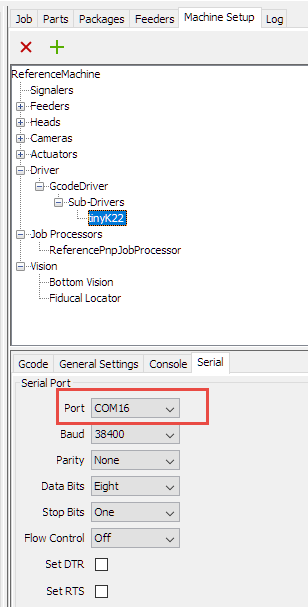 Job Parts Packages Feeders Machine Setup Log
ReferenceMachine
Signalers
Feeders
Heads
Cameras
Actuators
Driver
GcodeDriver
Sub-Drivers
tinyK22
Job Processors
ReferencePnpJobProcessor
Vision
Bottom Vision
Fiducal Locator
Gcode General Settings Console Serial
Serial Port
Port COM16
Baud 38400
Parity None
Data Bits Eight
Stop Bits One
Flow Control Off
Set DTR
Set RTS